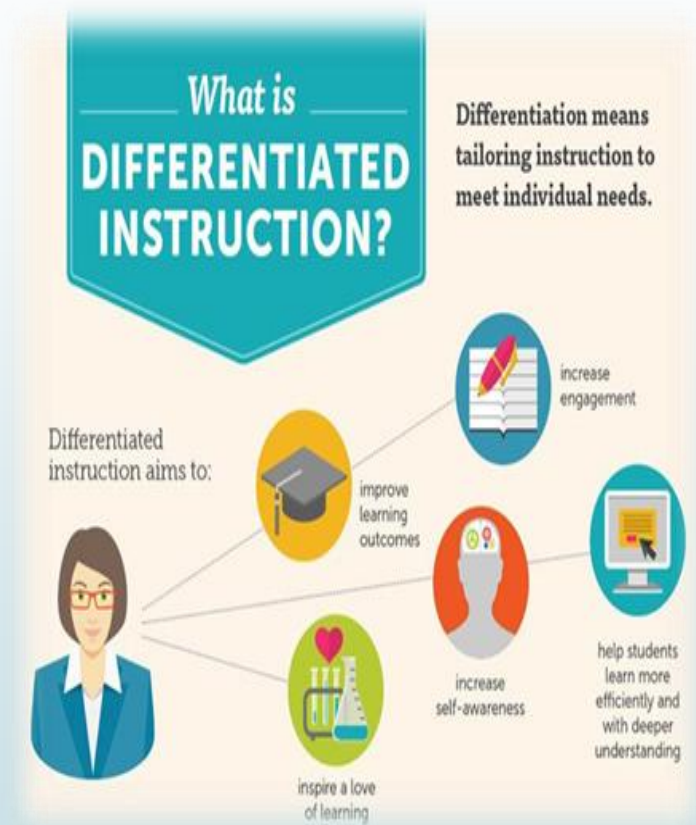 What is
DIFFERENTIATED
INSTRUCTION?
Differentiation means
tailoring instruction to
meet individual needs.
Differentiated
instruction aims to:
increase
engagement
improve
learning
outcomes
increase
self-awareness
help students
learn more
efficiently and
with deeper
understanding
inspire a love
of learning